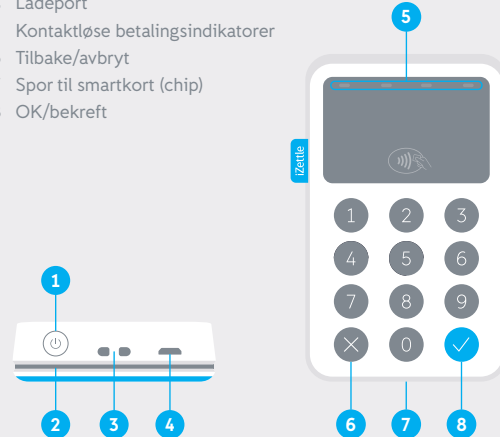 Ladeport
Kontaktløse betalingsindikatorer
Tilbake/avbryt
Spor til smartkort (chip)
OK/bekreft
5
iZettle
1 2 3
4 5 6
7 8 9
0
1
2 3 4
6 7 8